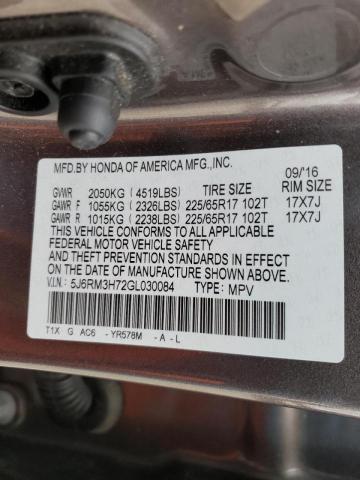 MFD.BY HONDA OF AMERICA MFG.,INC.
09/'16
GVWR 2050KG (4519LBS) TIRE SIZE RIM SIZE
GAWR F 1055KG (2326LBS) 225/65R17 102T 17X7J
GAWR R 1015KG (2238LBS) 225/65R17 102T 17X7J
THIS VEHICLE CONFORMS TO ALL APPLICABLE
FEDERAL MOTOR VEHICLE SAFETY
AND THEFT PREVENTION STANDARDS IN EFFECT
ON THE DATE OF MANUFACTURE SHOWN ABOVE.
V.I.N.: 5J6RM3H72GL030084 TYPE: MPV
T1X G AC6 - YR578M - A - L